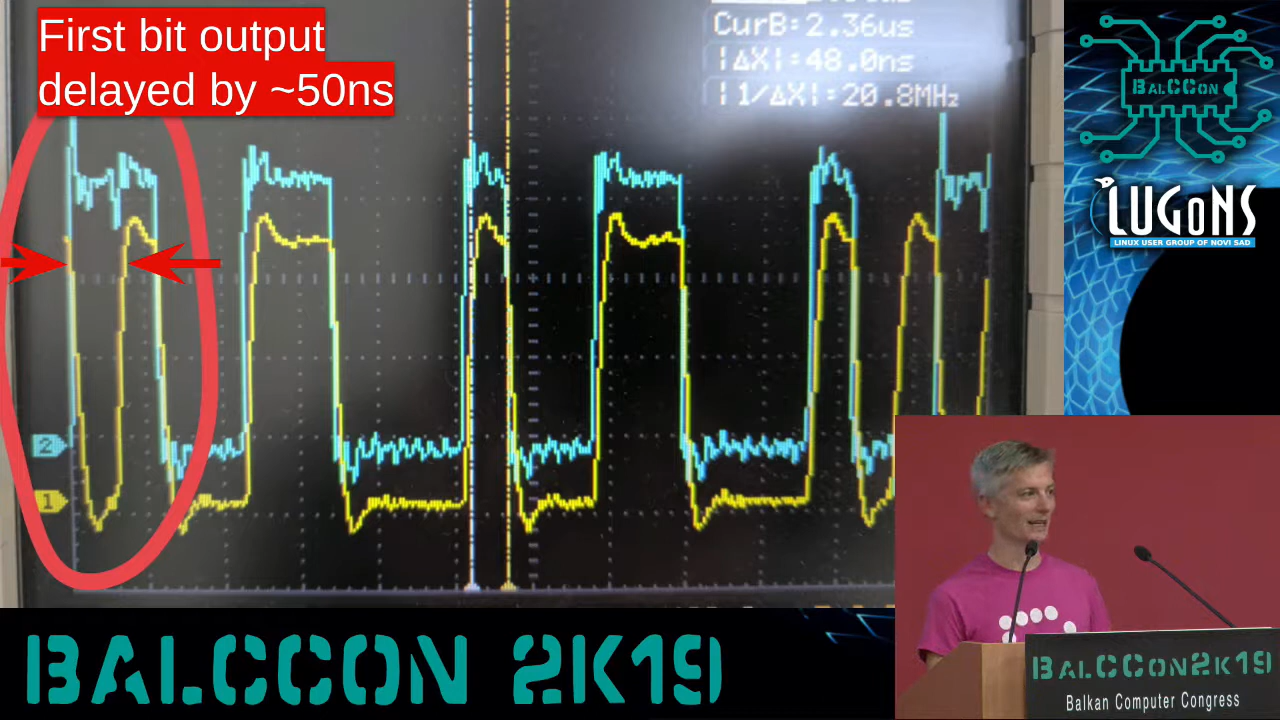 First bit output
delayed by ~50ns
CurB:2.36us
|ΔX|:48.0ns
|1/ΔX|:20.8MHz
2
1
BALCCON
LUGONS
LINUX USER GROUP OF NOVI SAD
BALCCON 2K19
BALCCON2K19
Balkan Computer Congress